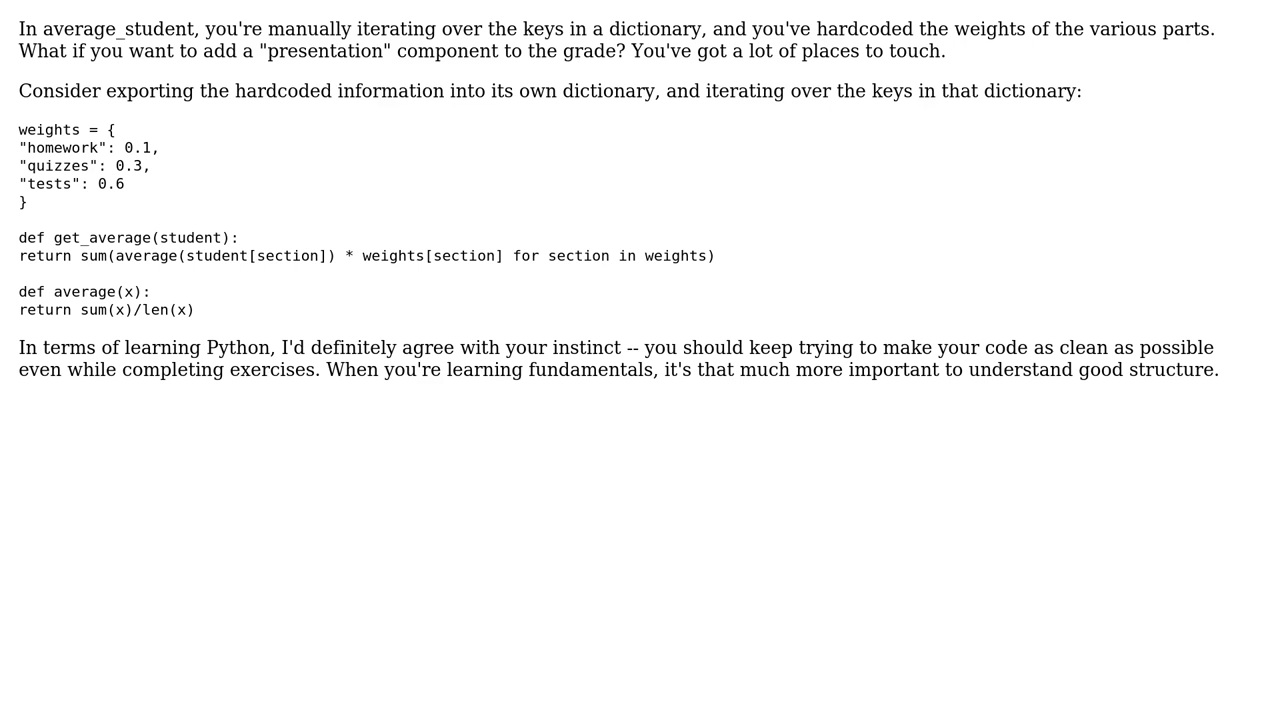 In average_student, you're manually iterating over the keys in a dictionary, and you've hardcoded the weights of the various parts.
What if you want to add a "presentation" component to the grade? You've got a lot of places to touch.
Consider exporting the hardcoded information into its own dictionary, and iterating over the keys in that dictionary:
weights = {
"homework": 0.1,
"quizzes": 0.3,
"tests": 0.6
}
def get_average(student):
return sum(average(student[section]) * weights[section] for section in weights)
def average(x):
return sum(x)/len(x)
In terms of learning Python, I'd definitely agree with your instinct -- you should keep trying to make your code as clean as possible
even while completing exercises. When you're learning fundamentals, it's that much more important to understand good structure.